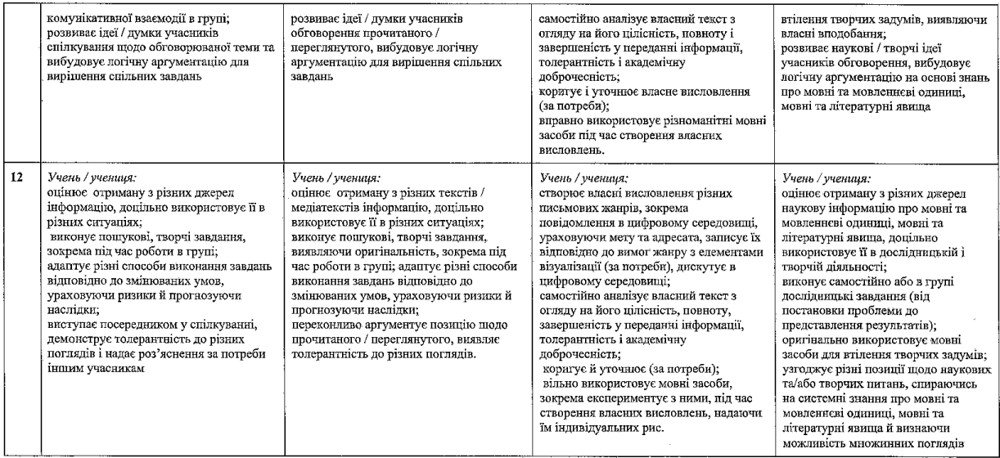 комунікативної взаємодії в групі;
розвиває ідеї / думки учасників
спілкування щодо обговорюваної теми та
вибудовує логічну аргументацію для
вирішення спільних завдань
розвиває ідеї / думки учасників
обговорення прочитаного /
переглянутого, вибудовує логічну
аргументацію для вирішення спільних
завдань
самостійно аналізує власний текст з
огляду на його цілісність, повноту і
завершеність у переданні інформації,
толерантність і академічну
доброчесність;
коригує і уточнює власне висловлення
(за потреби);
вправно використовує різноманітні мовні
засоби під час створення власних
висловлень.
втілення творчих задумів, виявляючи
власні вподобання;
розвиває наукові / творчі ідеї
учасників обговорення, вибудовує
логічну аргументацію на основі знань
про мовні та мовленнєві одиниці,
мовні та літературні явища
12
Учень / учениця:
оцінює отриману з різних джерел
інформацію, доцільно використовує її в
різних ситуаціях;
виконує пошукові, творчі завдання,
зокрема під час роботи в групі;
адаптує різні способи виконання завдань
відповідно до змінюваних умов,
ураховуючи ризики й прогнозуючи
наслідки;
виступає посередником у спілкуванні,
демонструє толерантність до різних
поглядів і надає роз’яснення за потреби
іншим учасникам
Учень / учениця:
оцінює отриману з різних текстів /
медіатекстів інформацію, доцільно
використовує її в різних ситуаціях;
виконує пошукові, творчі завдання,
виявляючи оригінальність, зокрема під
час роботи в групі; адаптує різні способи
виконання завдань відповідно до
змінюваних умов, ураховуючи ризики й
прогнозуючи наслідки;
переконливо аргументує позицію щодо
прочитаного / переглянутого, виявляє
толерантність до різних поглядів.
Учень / учениця:
створює власні висловлення різних
письмових жанрів, зокрема
повідомлення в цифровому середовищі,
ураховуючи мету та адресата, записує їх
відповідно до вимог жанру з елементами
візуалізації (за потреби), дискутує в
цифровому середовищі;
самостійно аналізує власний текст з
огляду на його цілісність, повноту,
завершеність у переданні інформації,
толерантність і академічну
доброчесність;
коригує й уточнює (за потреби);
вільно використовує мовні засоби,
зокрема експериментує з ними, під час
створення власних висловлень, надаючи
їм індивідуальних рис.
Учень / учениця:
оцінює отриману з різних джерел
наукову інформацію про мовні та
мовленнєві одиниці, мовні та
літературні явища, доцільно
використовує її в дослідницькій і
творчій діяльності;
виконує самостійно або в групі
дослідницькі завдання (від
постановки проблеми до
представлення результатів);
оригінально використовує мовні
засоби для втілення творчих задумів;
узгоджує різні позиції щодо наукових
та/або творчих питань, спираючись
на системні знання про мовні та
мовленнєві одиниці, мовні та
літературні явища й визнаючи
можливість множинних поглядів